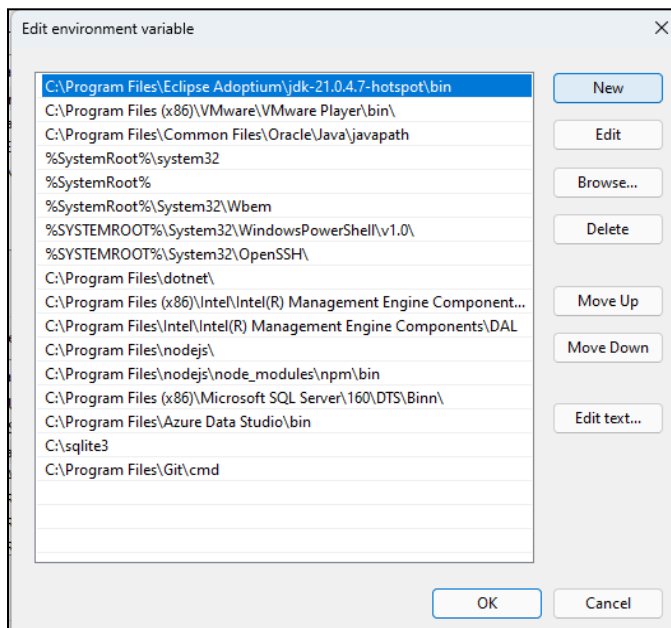 Edit environment variable
C:\Program Files\Eclipse Adoptium\jdk-21.0.4.7-hotspot\bin
New
C:\Program Files (x86)\VMware\VMware Player\bin\
C:\Program Files\Common Files\Oracle\Java\javapath
Edit
%SystemRoot%\system32
%SystemRoot%
Browse...
%SystemRoot%\System32\Wbem
%SYSTEMROOT%\System32\WindowsPowerShell\v1.0\
Delete
%SYSTEMROOT%\System32\OpenSSH\
C:\Program Files\dotnet\
C:\Program Files (x86)\Intel\Intel(R) Management Engine Component...
Move Up
C:\Program Files\Intel\Intel(R) Management Engine Components\DAL
C:\Program Files\nodejs\
Move Down
C:\Program Files\nodejs\node_modules\npm\bin
C:\Program Files (x86)\Microsoft SQL Server\160\DTS\Binn\
C:\Program Files\Azure Data Studio\bin
Edit text...
C:\sqlite3
C:\Program Files\Git\cmd
OK
Cancel